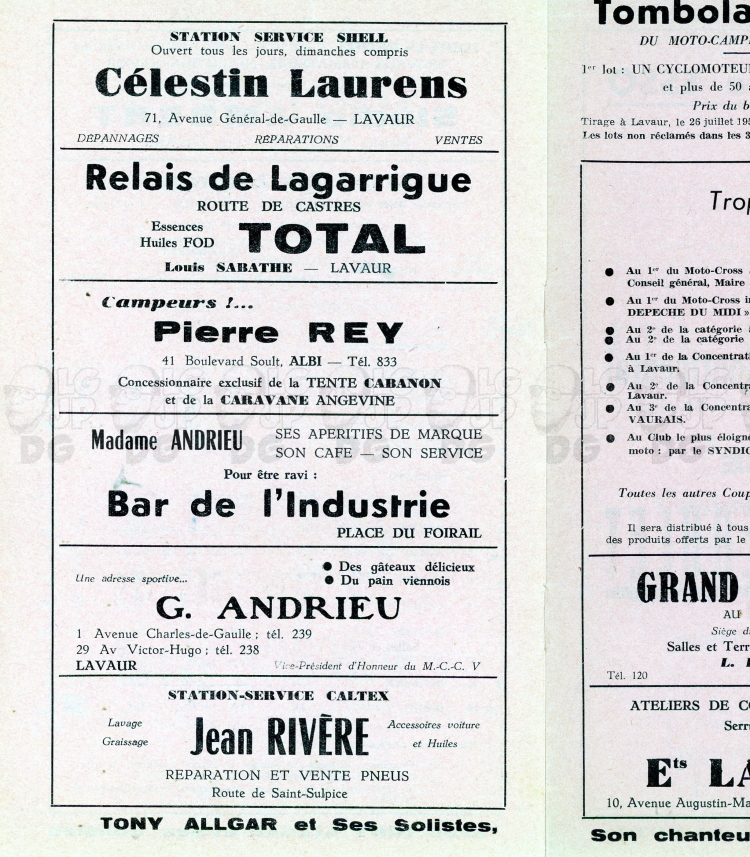 STATION SERVICE SHELL
Ouvert tous les jours, dimanches compris
Célestin Laurens
71, Avenue Général-de-Gaulle — LAVAUR
DÉPANNAGES RÉPARATIONS VENTES
Relais de Lagarrigue
ROUTE DE CASTRES
Essences
Huiles FOD
TOTAL
Louis SABATHE — LAVAUR
Campeurs !...
Pierre REY
41 Boulevard Soult, ALBI — Tél. 833
Concessionnaire exclusif de la TENTE CABANON
et de la CARAVANE ANGEVINE
Madame ANDRIEU
SES APERITIFS DE MARQUE
SON CAFE — SON SERVICE
Pour être ravi :
Bar de l'Industrie
PLACE DU FOIRAIL
Une adresse sportive...
● Des gâteaux délicieux
● Du pain viennois
G. ANDRIEU
1 Avenue Charles-de-Gaulle ; tél. 239
29 Av Victor-Hugo ; tél. 238
LAVAUR Vice-Président d'Honneur du M.-C.-C. V
STATION-SERVICE CALTEX
Lavage
Graissage
Jean RIVÈRE
Accessoires voiture
et Huiles
REPARATION ET VENTE PNEUS
Route de Saint-Sulpice
TONY ALLGAR et Ses Solistes,
Tombola
DU MOTO-CAMP
1er lot : UN CYCLOMOTEU
et plus de 50
Prix du b
Tirage à Lavaur, le 26 juillet 195
Les lots non réclamés dans les 3
Trop
● Au 1er du Moto-Cross
Conseil général, Maire
● Au 1er du Moto-Cross in
DEPECHE DU MIDI »
● Au 2e de la catégorie
● Au 2e de la catégorie
● Au 1er de la Concentrat
à Lavaur.
● Au 2e de la Concentr
Lavaur.
● Au 3e de la Concentra
VAURAIS.
● Au Club le plus éloign
moto : par le SYNDIC
Toutes les autres Coup
Il sera distribué à tous
des produits offerts par le
GRAND
AU
Siège d
Salles et Terr
L.
Tél. 120
ATELIERS DE C
Serr
Ets LA
10, Avenue Augustin-Ma
Son chanteu